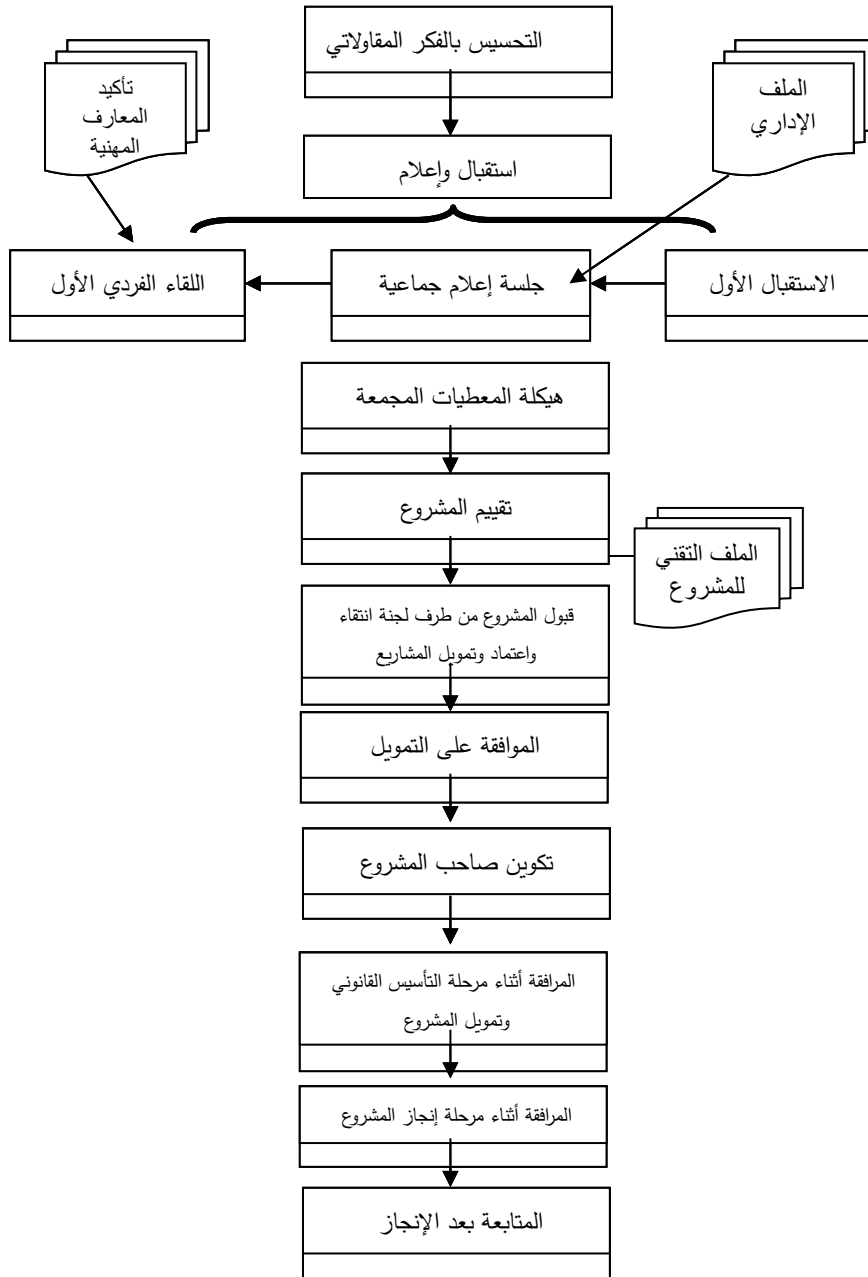 التحسيس بالفكر المقاولاتي
تأكيد
المعارف
المهنية
الملف
الإداري
استقبال وإعلام
الاستقبال الأول
جلسة إعلام جماعية
اللقاء الفردي الأول
هيكلة المعطيات المجمعة
تقييم المشروع
الملف التقني
للمشروع
قبول المشروع من طرف لجنة انتقاء
واعتماد وتمويل المشاريع
الموافقة على التمويل
تكوين صاحب المشروع
المرافقة أثناء مرحلة التأسيس القانوني
وتمويل المشروع
المرافقة أثناء مرحلة إنجاز المشروع
المتابعة بعد الإنجاز